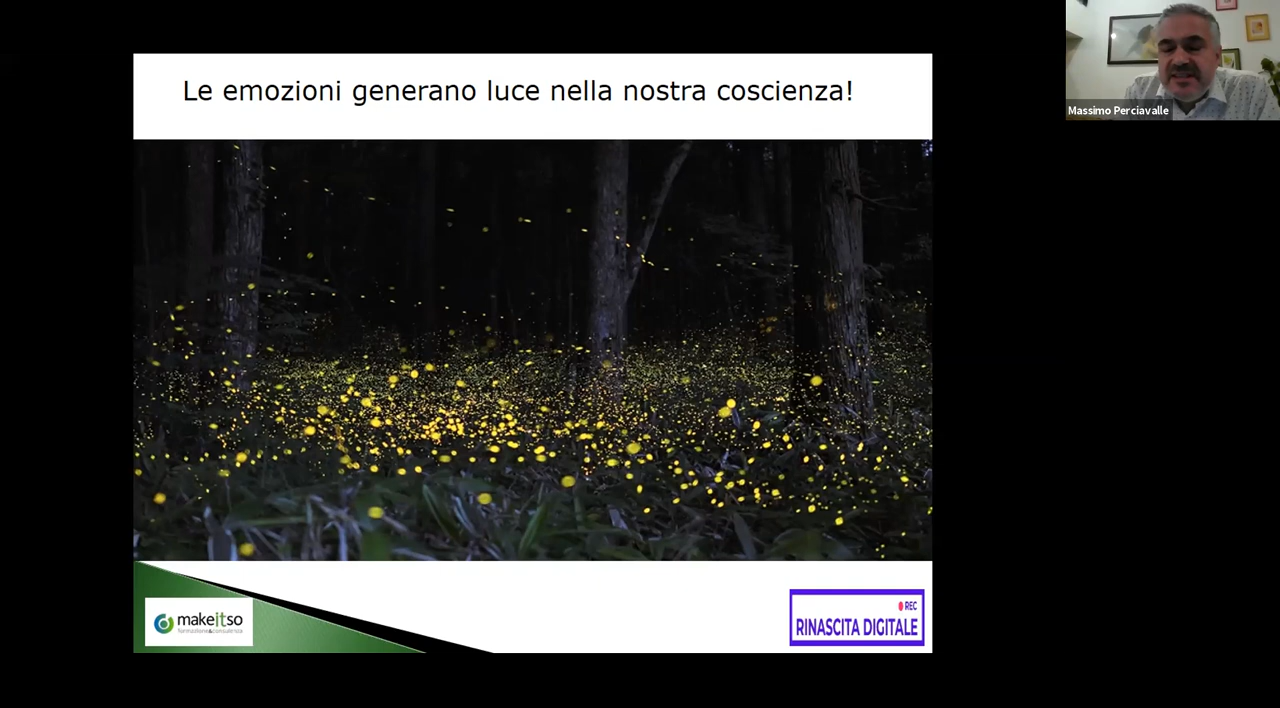 Le emozioni generano luce nella nostra coscienza!
Massimo Perciavalle
makeitso
formazione&consulenza
REC
RINASCITA DIGITALE